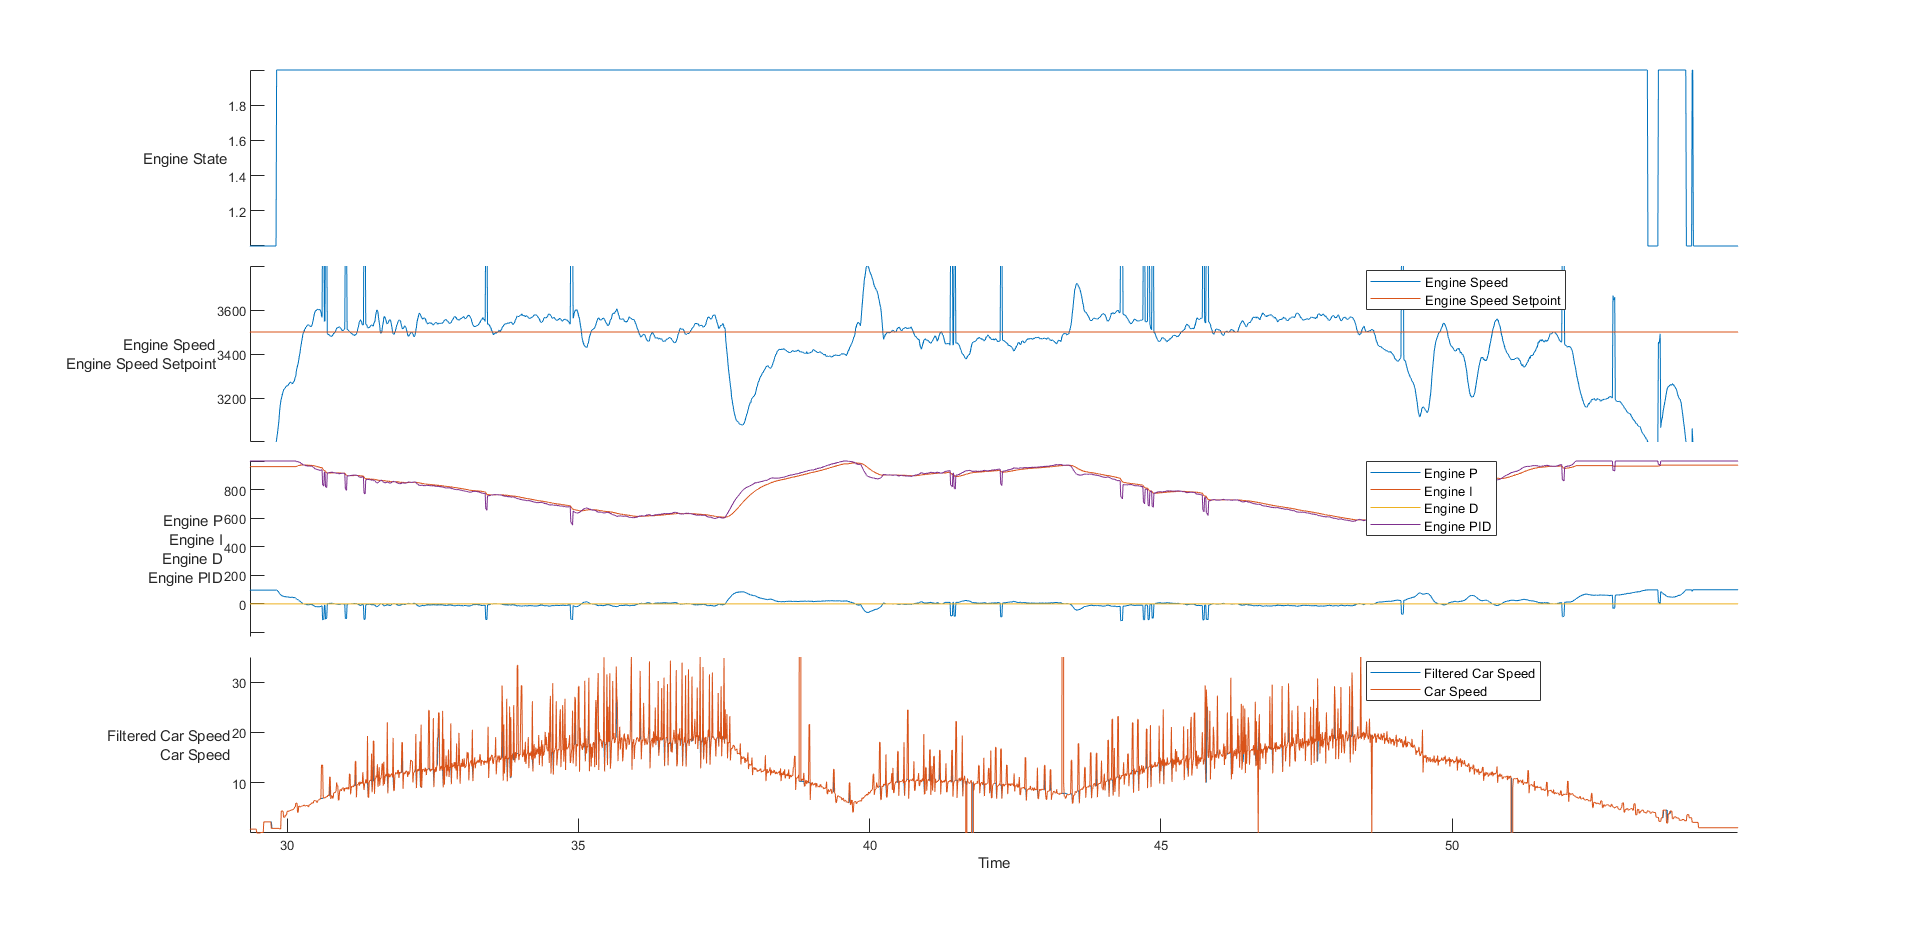 1.8
1.6
Engine State
1.4
1.2
Engine Speed
Engine Speed Setpoint
3600
3400
3200
Engine Speed
Engine Speed Setpoint
Engine P
Engine I
Engine D
Engine PID
800
600
400
200
0
Engine P
Engine I
Engine D
Engine PID
Filtered Car Speed
Car Speed
30
20
10
Filtered Car Speed
Car Speed
30 35 40 45 50
Time